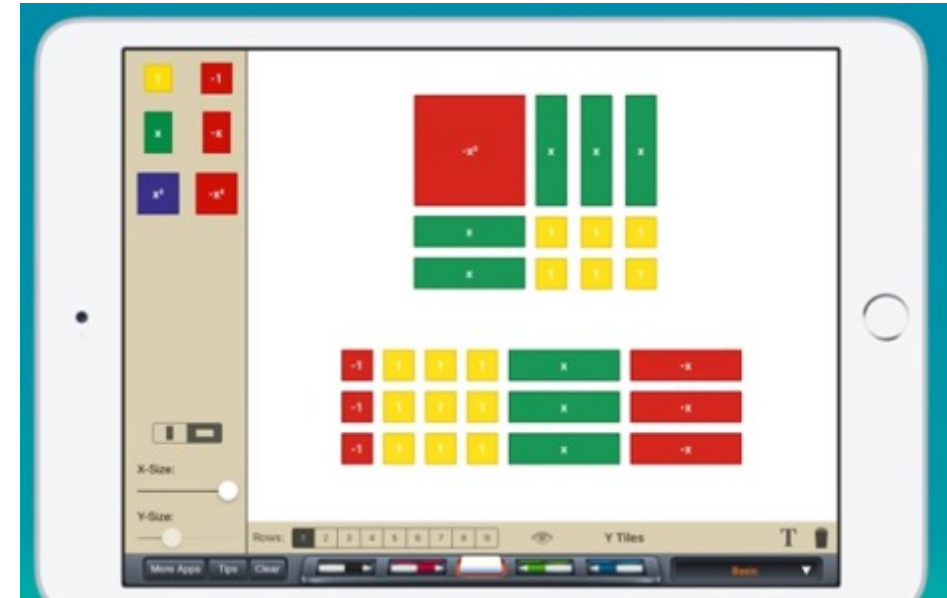 1 -1
x -x
x² -x²
-x² x x x
x 1 1 1
x 1 1 1
-1 1 1 1 x -x
-1 1 1 1 x -x
-1 1 1 1 x -x
X-Size:
Y-Size:
Rows: 1 2 3 4 5 6 7 8 9 Y Tiles T
More Apps Tips Clear Basic